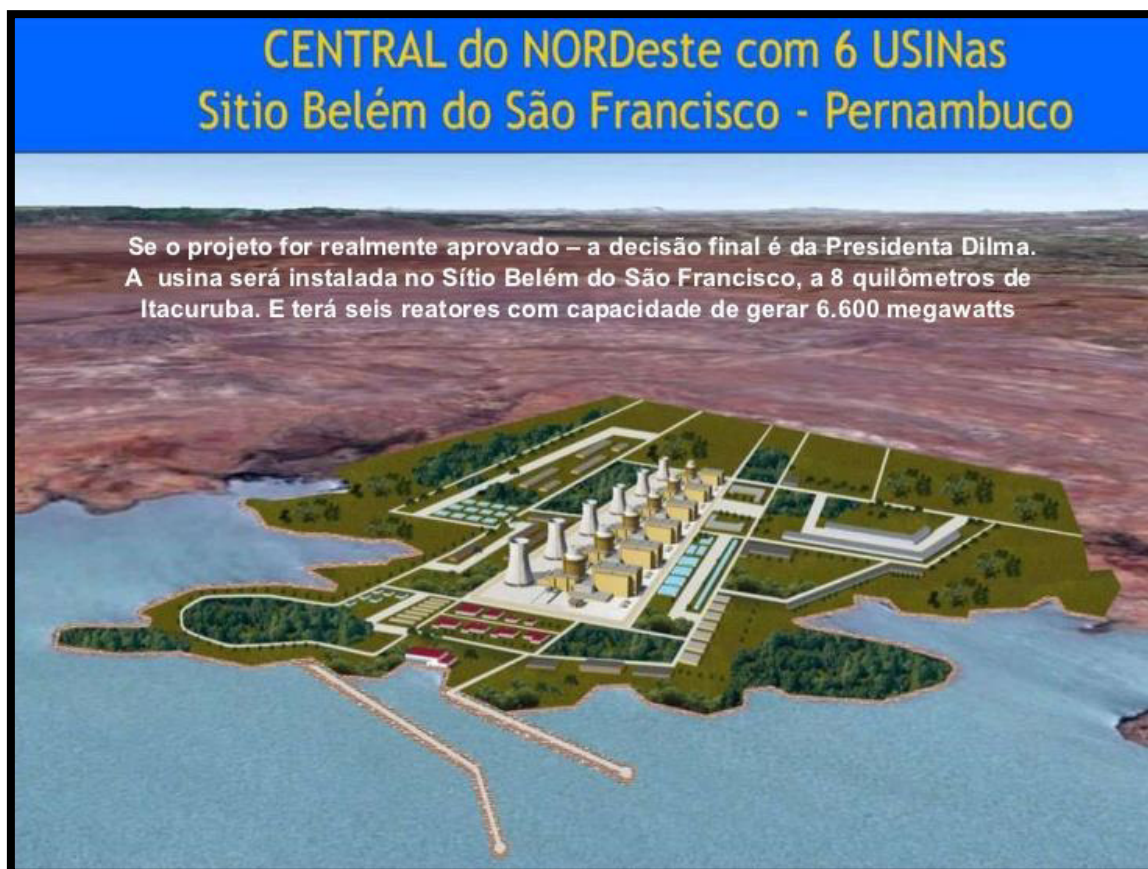 CENTRAL do NORDeste com 6 USINas
Sitio Belém do São Francisco - Pernambuco
Se o projeto for realmente aprovado – a decisão final é da Presidenta Dilma.
A usina será instalada no Sítio Belém do São Francisco, a 8 quilômetros de
Itacuruba. E terá seis reatores com capacidade de gerar 6.600 megawatts